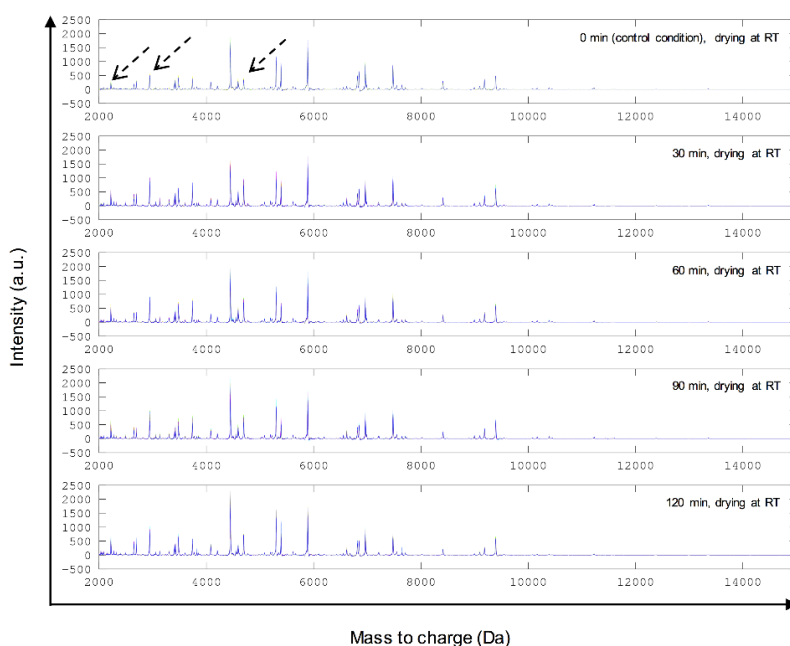 Intensity (a.u.)
2500
2000
1500
1000
500
0
-500
0 min (control condition), drying at RT
2000 4000 6000 8000 10000 12000 14000
2500
2000
1500
1000
500
0
-500
30 min, drying at RT
2000 4000 6000 8000 10000 12000 14000
2500
2000
1500
1000
500
0
-500
60 min, drying at RT
2000 4000 6000 8000 10000 12000 14000
2500
2000
1500
1000
500
0
-500
90 min, drying at RT
2000 4000 6000 8000 10000 12000 14000
2500
2000
1500
1000
500
0
-500
120 min, drying at RT
2000 4000 6000 8000 10000 12000 14000
Mass to charge (Da)